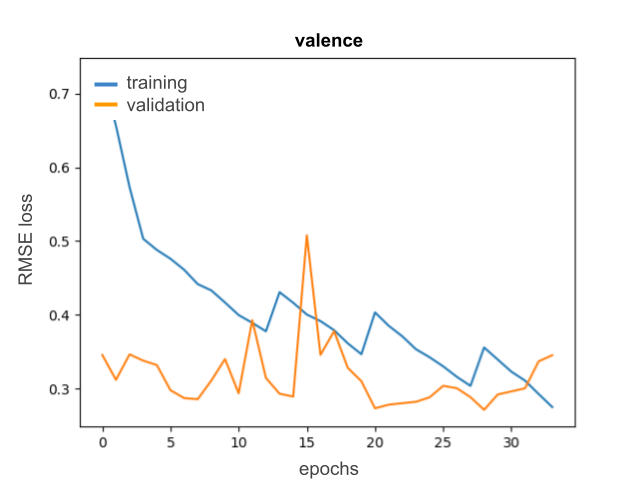 valence
training
validation
0.7
0.6
0.5
0.4
0.3
RMSE loss
0 5 10 15 20 25 30
epochs